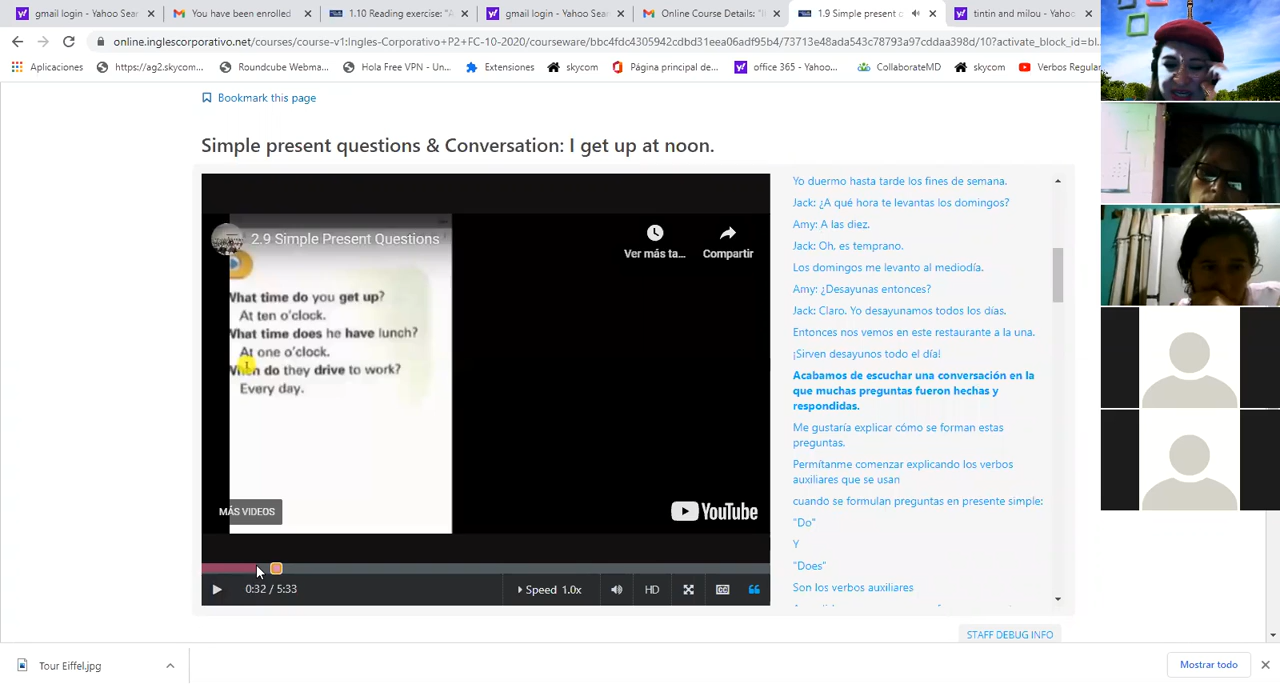 gmail login - Yahoo Sear
You have been enrolled
1.10 Reading exercise: "A
gmail login - Yahoo Sear
Online Course Details: "I
1.9 Simple present c
tintin and milou - Yahoo
online.inglescorporativo.net/courses/course-v1:Ingles-Corporativo+P2+FC-10-2020/courseware/bbc4fdc4305942cdbd31eea06adf95b4/73713e48ada543c78793a97cddaa398d/10?activate_block_id=bl...
Aplicaciones
https://ag2.skycom...
Roundcube Webma...
Hola Free VPN - Un...
Extensions
skycom
Página principal de...
office 365 - Yahoo...
CollaborateMD
skycom
Verbos Regular
Bookmark this page
Simple present questions & Conversation: I get up at noon.
2.9 Simple Present Questions
Ver más ta...
Compartir
What time do you get up?
At ten o'clock.
What time does he have lunch?
At one o'clock.
When do they drive to work?
Every day.
MÁS VIDEOS
YouTube
0:32 / 5:33
Speed 1.0x
HD
CC
Yo duermo hasta tarde los fines de semana.
Jack: ¿A qué hora te levantas los domingos?
Amy: A las diez.
Jack: Oh, es temprano.
Los domingos me levanto al mediodía.
Amy: ¿Desayunas entonces?
Jack: Claro. Yo desayunamos todos los días.
Entonces nos vemos en este restaurante a la una.
¡Sirven desayunos todo el día!
Acabamos de escuchar una conversación en la
que muchas preguntas fueron hechas y
respondidas.
Me gustaría explicar cómo se forman estas
preguntas.
Permítanme comenzar explicando los verbos
auxiliares que se usan
cuando se formulan preguntas en presente simple:
"Do"
Y
"Does"
Son los verbos auxiliares
STAFF DEBUG INFO
Tour Eiffel.jpg
Mostrar todo